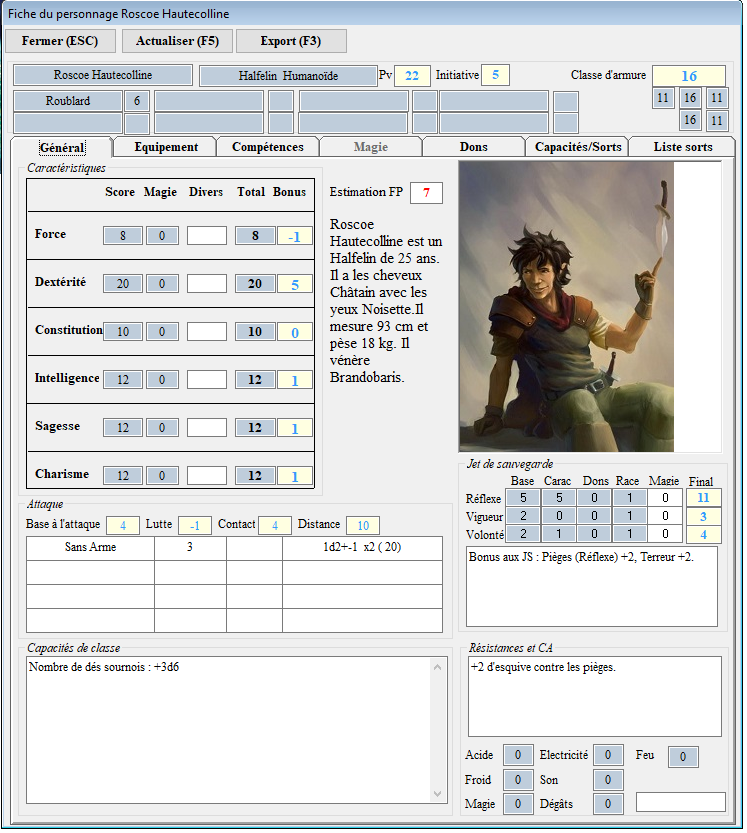 Fiche du personnage Roscoe Hautecolline
Fermer (ESC) Actualiser (F5) Export (F3)
Roscoe Hautecolline Halfelin Humanoïde Pv 22 Initiative 5 Classe d'armure 16
Roublard 6 11 16 11
16 11
Général Equipement Compétences Magie Dons Capacités/Sorts Liste sorts
Caractéristiques
Score Magie Divers Total Bonus
Force 8 0 8 -1
Dextérité 20 0 20 5
Constitution 10 0 10 0
Intelligence 12 0 12 1
Sagesse 12 0 12 1
Charisme 12 0 12 1
Estimation FP 7
Roscoe
Hautecolline est un
Halfelin de 25 ans.
Il a les cheveux
Châtain avec les
yeux Noisette.Il
mesure 93 cm et
pèse 18 kg. Il
vénère
Brandobaris.
Jet de sauvegarde
Base Carac Dons Race Magie Final
Réflexe 5 5 0 1 0 11
Vigueur 2 0 0 1 0 3
Volonté 2 1 0 1 0 4
Bonus aux JS : Pièges (Réflexe) +2, Terreur +2.
Attaque
Base à l'attaque 4 Lutte -1 Contact 4 Distance 10
Sans Arme 3 1d2+-1 x2 ( 20)
Capacités de classe
Nombre de dés sournois : +3d6
Résistances et CA
+2 d'esquive contre les pièges.
Acide 0 Electricité 0 Feu 0
Froid 0 Son 0
Magie 0 Dégâts 0